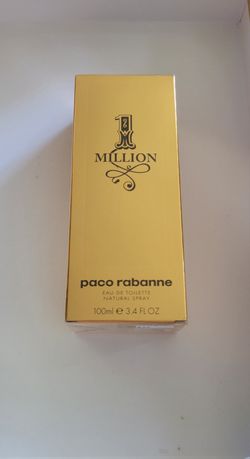 1
MILLION
paco rabanne
EAU DE TOILETTE
NATURAL SPRAY
100ml ℮ 3.4 FL OZ